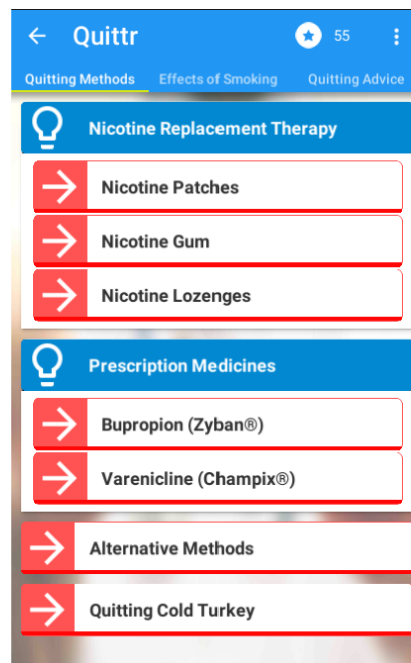 Quittr
55
Quitting Methods
Effects of Smoking
Quitting Advice
Nicotine Replacement Therapy
Nicotine Patches
Nicotine Gum
Nicotine Lozenges
Prescription Medicines
Bupropion (Zyban®)
Varenicline (Champix®)
Alternative Methods
Quitting Cold Turkey